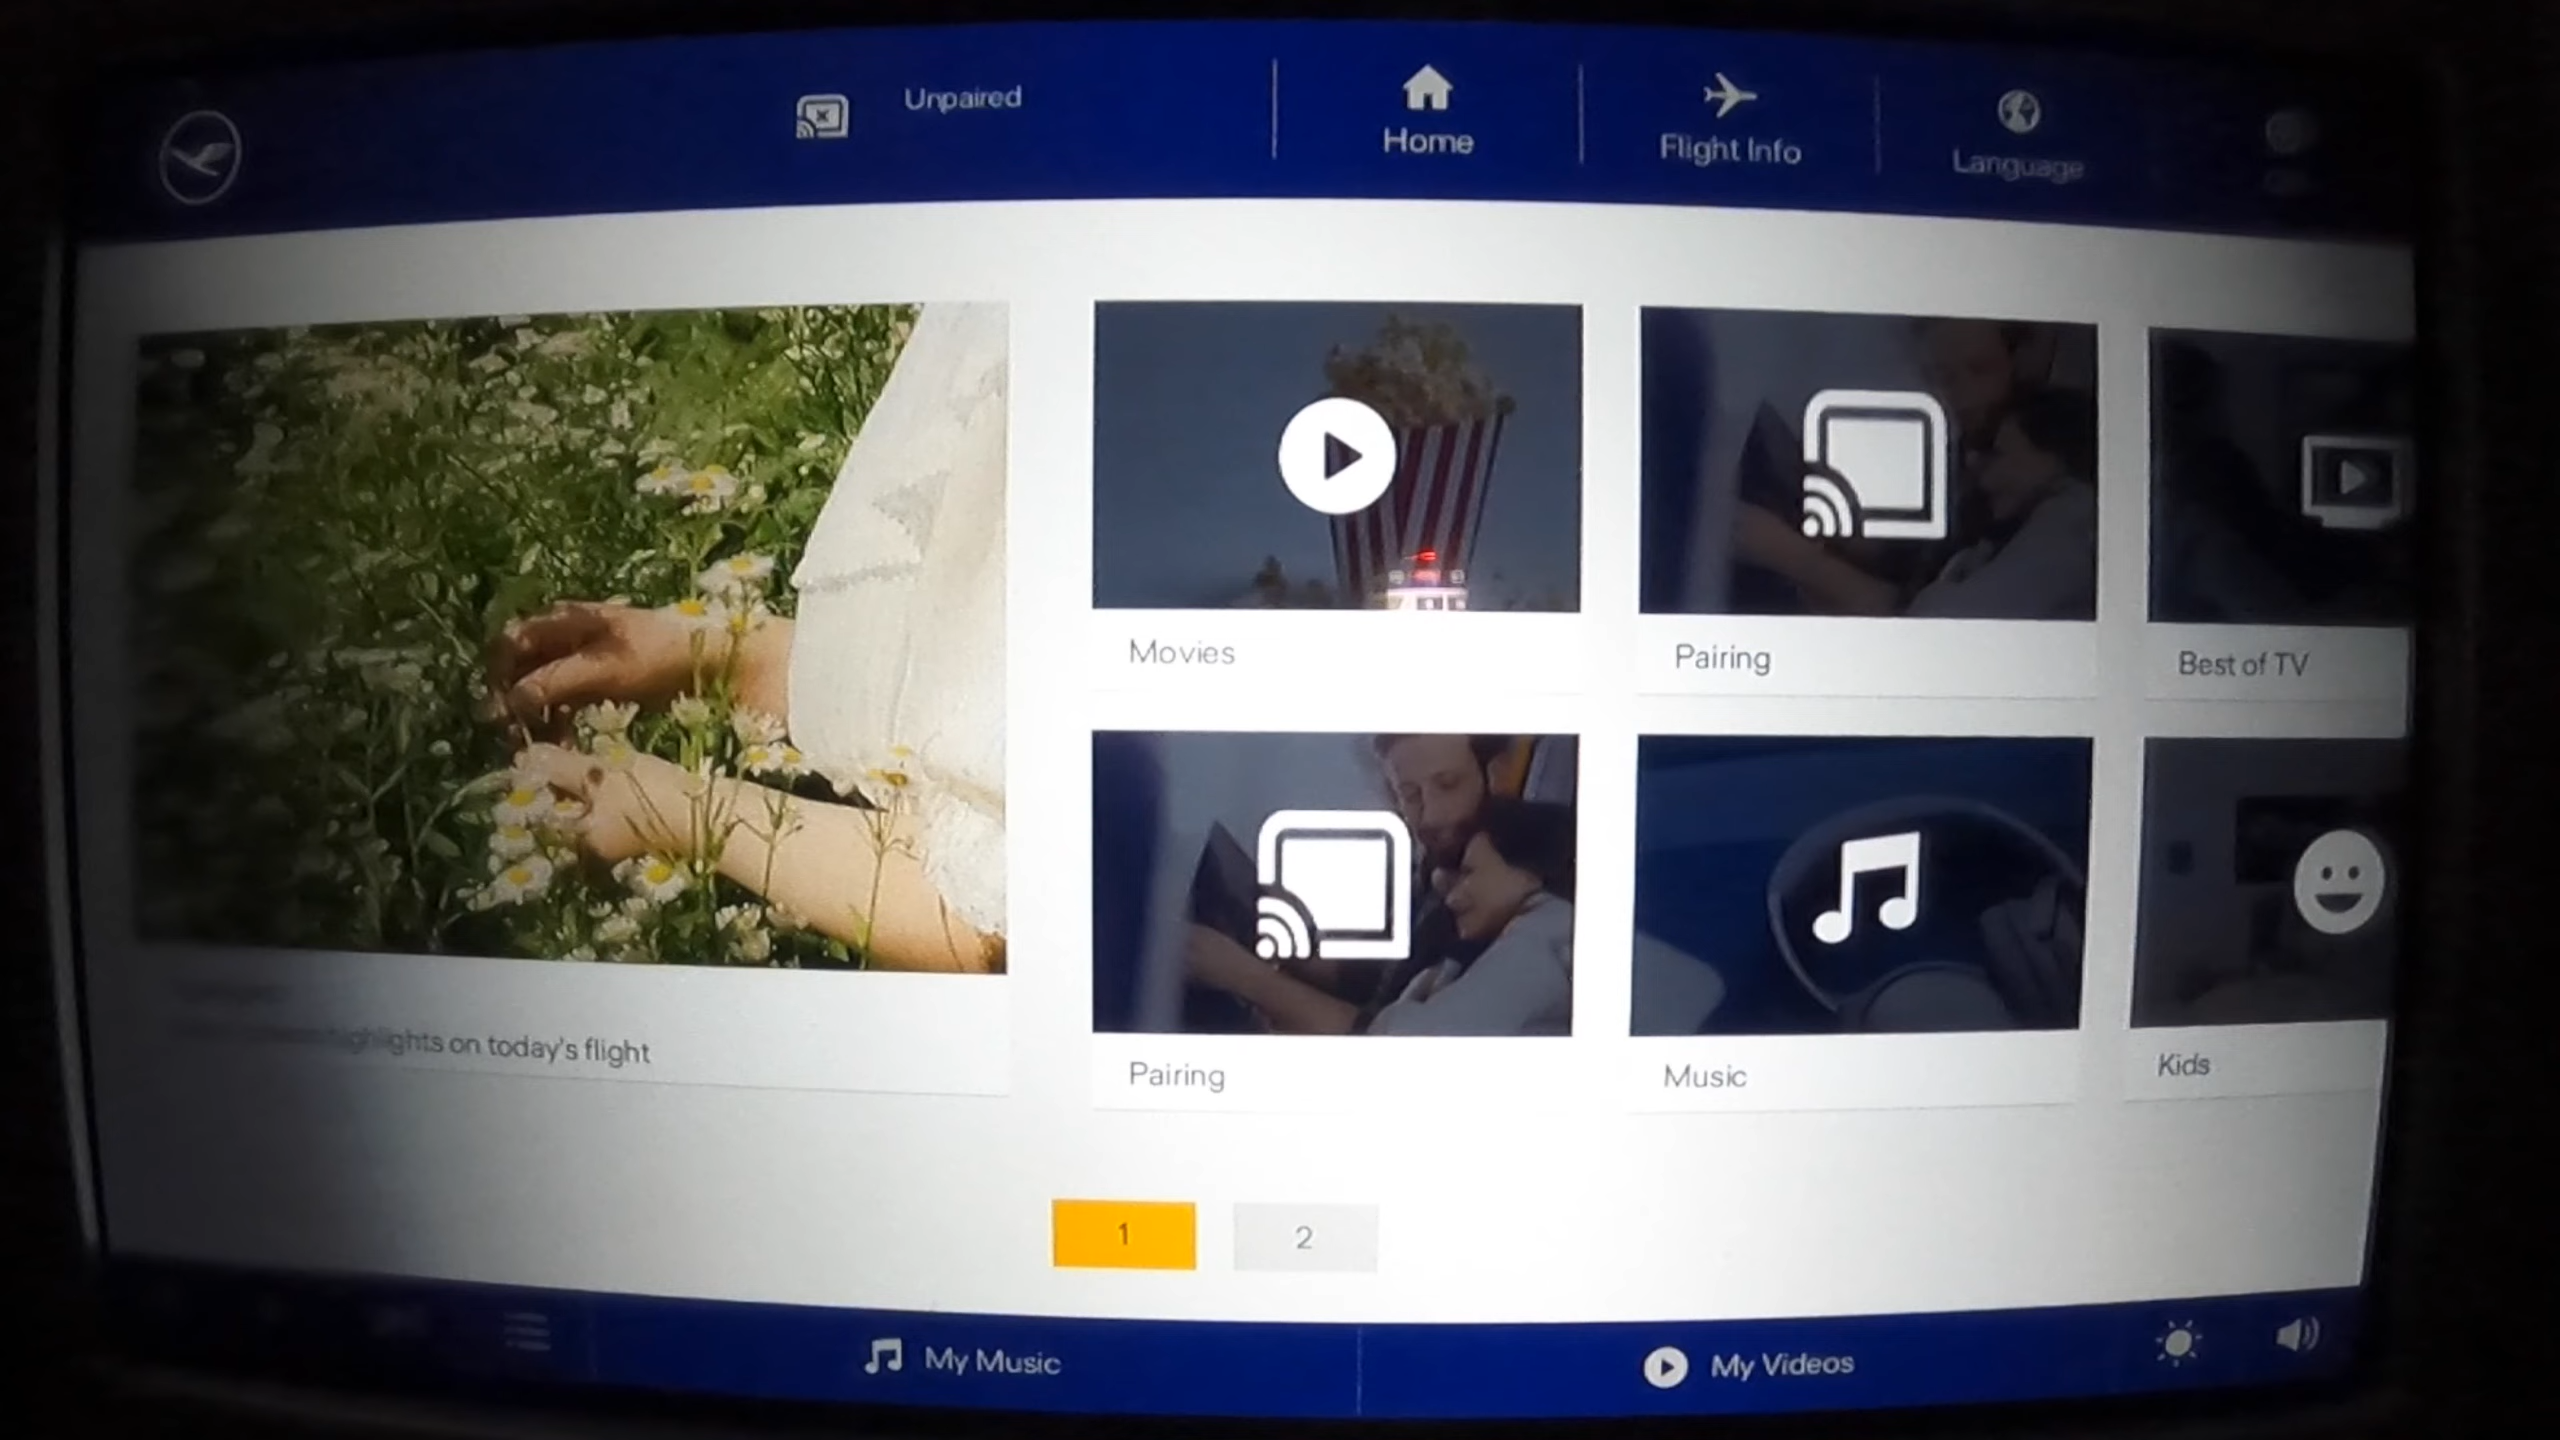 Unpaired
Home
Flight Info
Language
Movies
Pairing
Best of TV
Pairing
Music
Kids
highlights on today's flight
1
2
My Music
My Videos